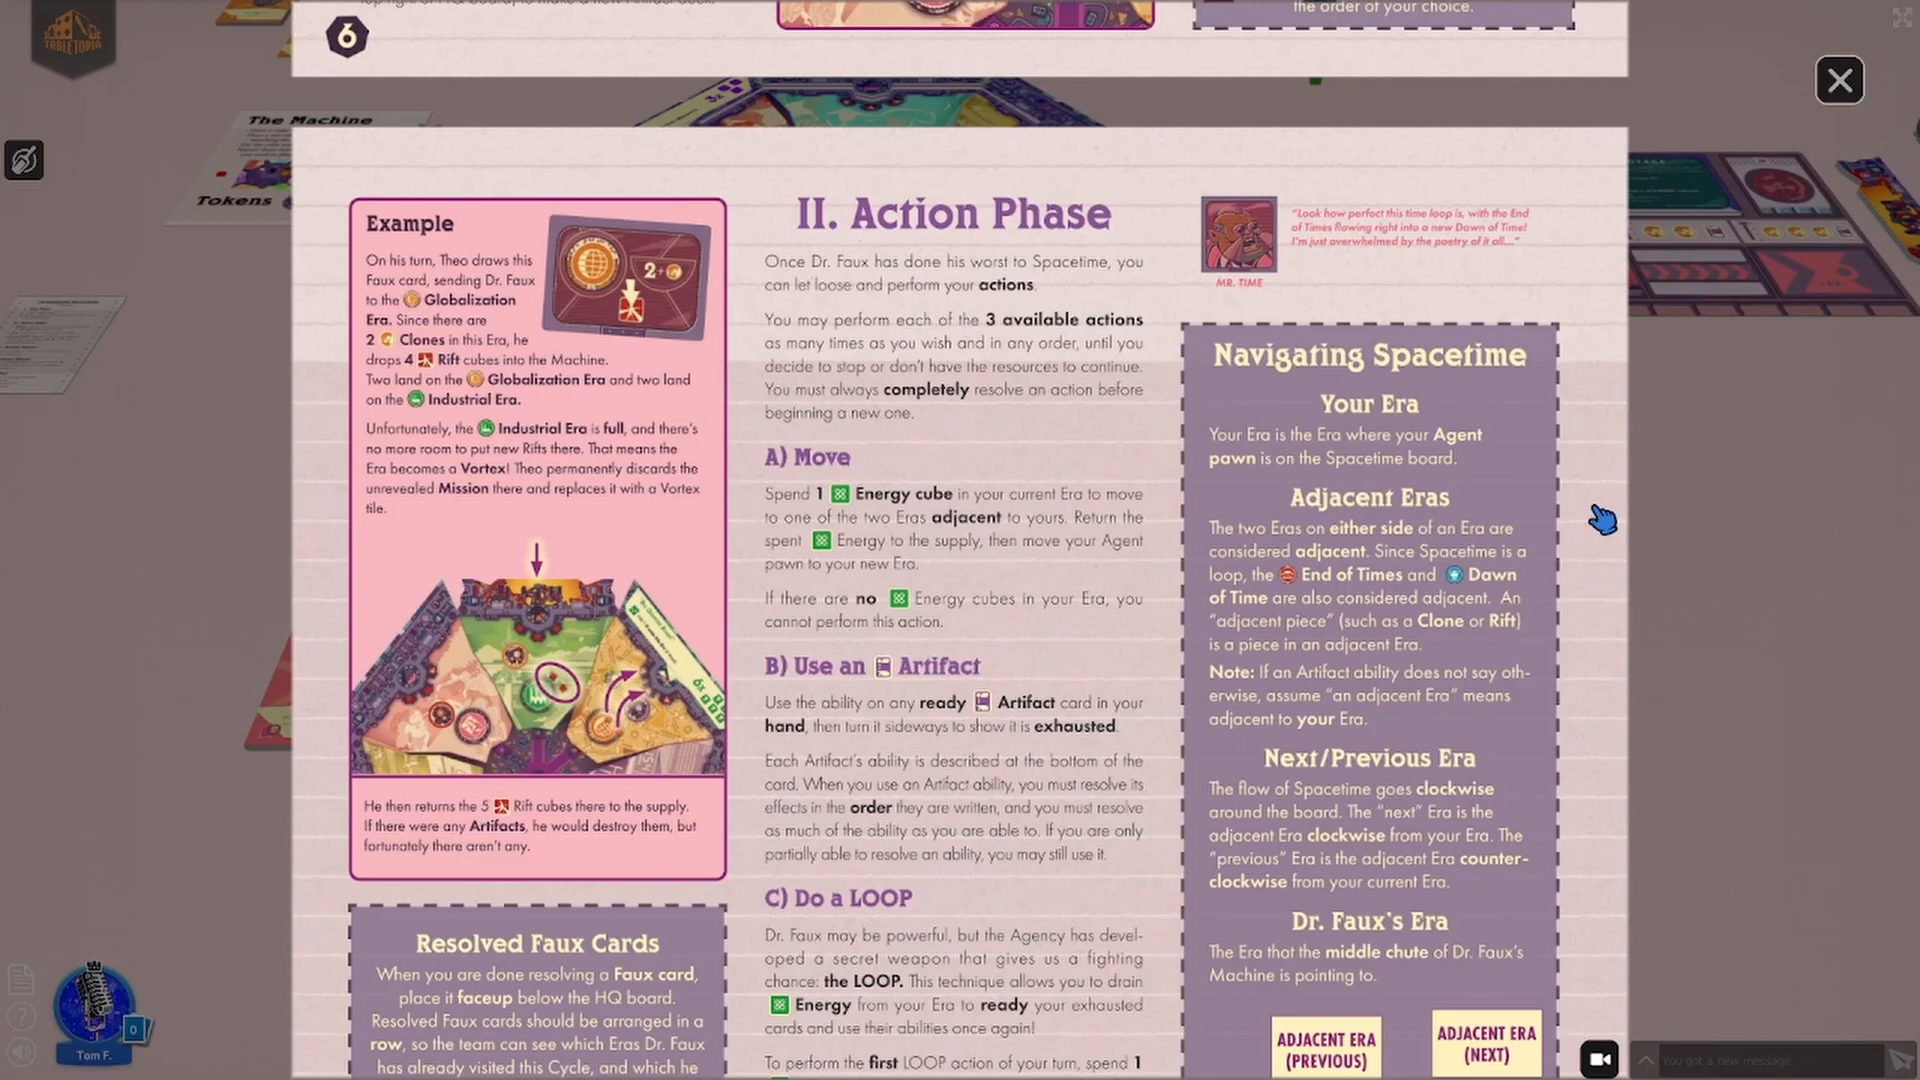 the order of your choice.
6
TABLETOPIA
The Machine
Tokens
Example
On his turn, Theo draws this
Faux card, sending Dr. Faux
to the Globalization
Era. Since there are
2 Clones in this Era, he
drops 4 Rift cubes into the Machine.
Two land on the Globalization Era and two land
on the Industrial Era.
2+
Unfortunately, the Industrial Era is full, and there's
no more room to put new Rifts there. That means the
Era becomes a Vortex! Theo permanently discards the
unrevealed Mission there and replaces it with a Vortex
tile.
He then returns the 5 Rift cubes there to the supply.
If there were any Artifacts, he would destroy them, but
fortunately there aren't any.
Resolved Faux Cards
When you are done resolving a Faux card,
place it faceup below the HQ board.
Resolved Faux cards should be arranged in a
row, so the team can see which Eras Dr. Faux
has already visited this Cycle, and which he
II. Action Phase
Once Dr. Faux has done his worst to Spacetime, you
can let loose and perform your actions.
You may perform each of the 3 available actions
as many times as you wish and in any order, until you
decide to stop or don't have the resources to continue.
You must always completely resolve an action before
beginning a new one.
A) Move
Spend 1 Energy cube in your current Era to move
to one of the two Eras adjacent to yours. Return the
spent Energy to the supply, then move your Agent
pawn to your new Era.
If there are no Energy cubes in your Era, you
cannot perform this action.
B) Use an Artifact
Use the ability on any ready Artifact card in your
hand, then turn it sideways to show it is exhausted.
Each Artifact's ability is described at the bottom of the
card. When you use an Artifact ability, you must resolve its
effects in the order they are written, and you must resolve
as much of the ability as you are able to. If you are only
partially able to resolve an ability, you may still use it.
C) Do a LOOP
Dr. Faux may be powerful, but the Agency has devel-
oped a secret weapon that gives us a fighting
chance: the LOOP. This technique allows you to drain
Energy from your Era to ready your exhausted
cards and use their abilities once again!
To perform the first LOOP action of your turn, spend 1
"Look how perfect this time loop is, with the End
of Times flowing right into a new Dawn of Time!
I'm just overwhelmed by the poetry of it all..."
MR. TIME
Navigating Spacetime
Your Era
Your Era is the Era where your Agent
pawn is on the Spacetime board.
Adjacent Eras
The two Eras on either side of an Era are
considered adjacent. Since Spacetime is a
loop, the End of Times and Dawn
of Time are also considered adjacent. An
"adjacent piece" (such as a Clone or Rift)
is a piece in an adjacent Era.
Note: If an Artifact ability does not say oth-
erwise, assume "an adjacent Era" means
adjacent to your Era.
Next/Previous Era
The flow of Spacetime goes clockwise
around the board. The "next" Era is the
adjacent Era clockwise from your Era. The
"previous" Era is the adjacent Era counter-
clockwise from your current Era.
Dr. Faux's Era
The Era that the middle chute of Dr. Faux's
Machine is pointing to.
ADJACENT ERA
(PREVIOUS)
ADJACENT ERA
(NEXT)
0
Tom F.
You got a new message